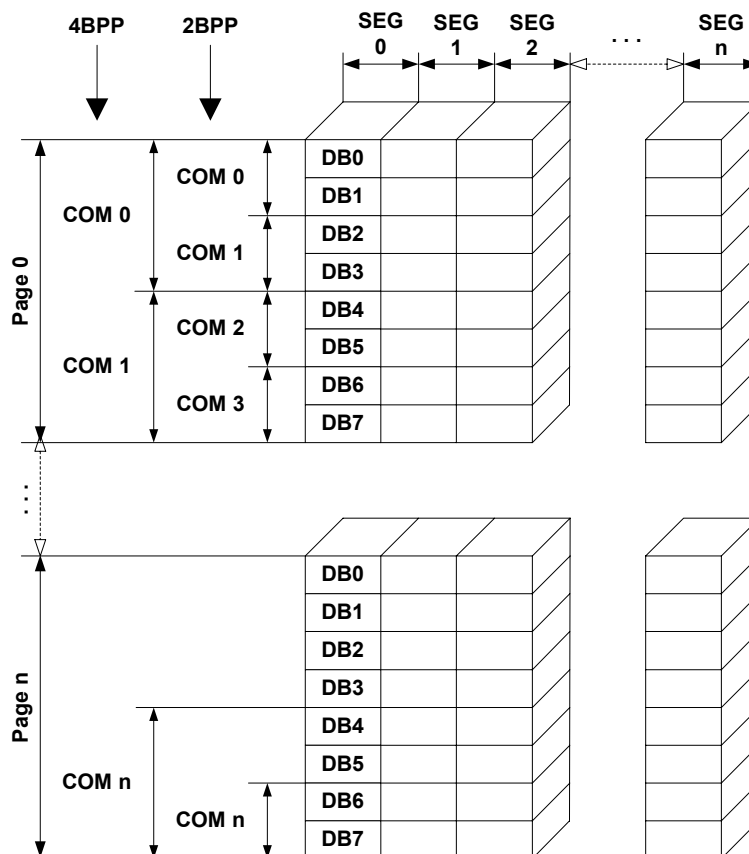 4BPP 2BPP SEG 0 SEG 1 SEG 2 . . . SEG n
Page 0
COM 0
COM 1
COM 0
COM 1
COM 2
COM 3
DB0
DB1
DB2
DB3
DB4
DB5
DB6
DB7
. . .
Page n
COM n
COM n
DB0
DB1
DB2
DB3
DB4
DB5
DB6
DB7